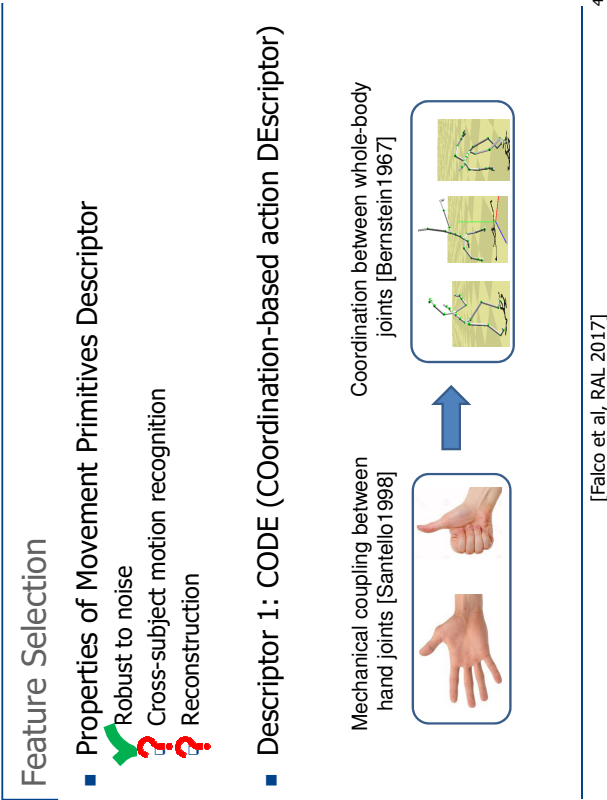 Feature Selection
Properties of Movement Primitives Descriptor
Robust to noise
Cross-subject motion recognition
Reconstruction
Descriptor 1: CODE (COordination-based action DEscriptor)
Mechanical coupling between
hand joints [Santello1998]
Coordination between whole-body
joints [Bernstein1967]
[Falco et al, RAL 2017]